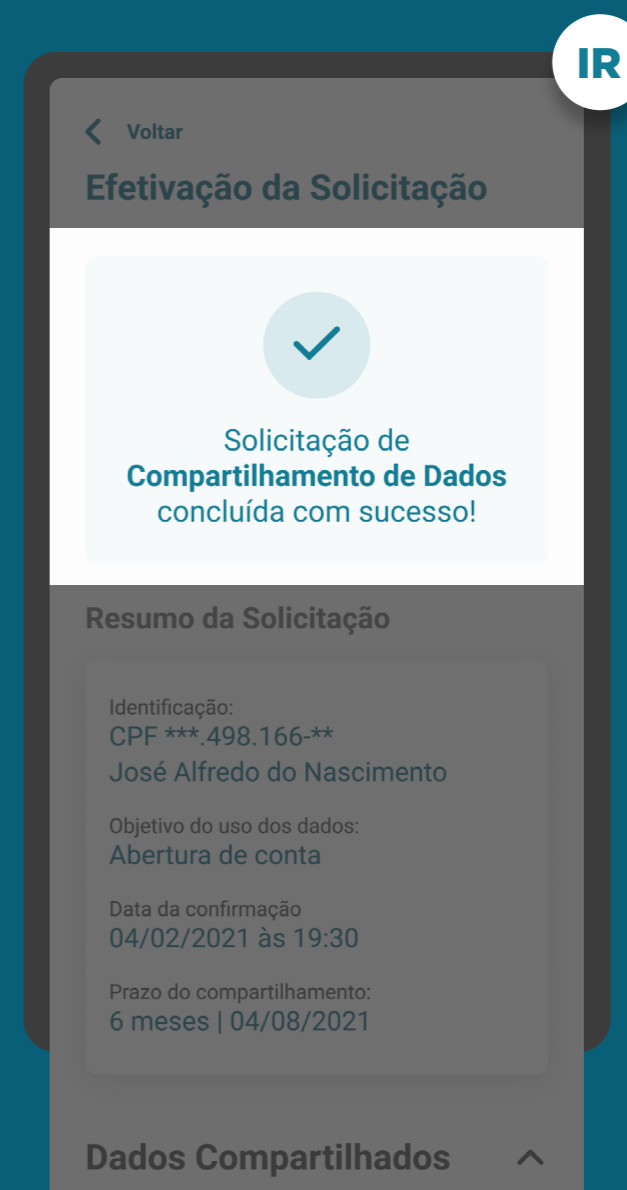 IR
Voltar
Efetivação da Solicitação
Solicitação de
Compartilhamento de Dados
concluída com sucesso!
Resumo da Solicitação
Identificação:
CPF ***.498.166-**
José Alfredo do Nascimento
Objetivo do uso dos dados:
Abertura de conta
Data da confirmação
04/02/2021 às 19:30
Prazo do compartilhamento:
6 meses | 04/08/2021
Dados Compartilhados